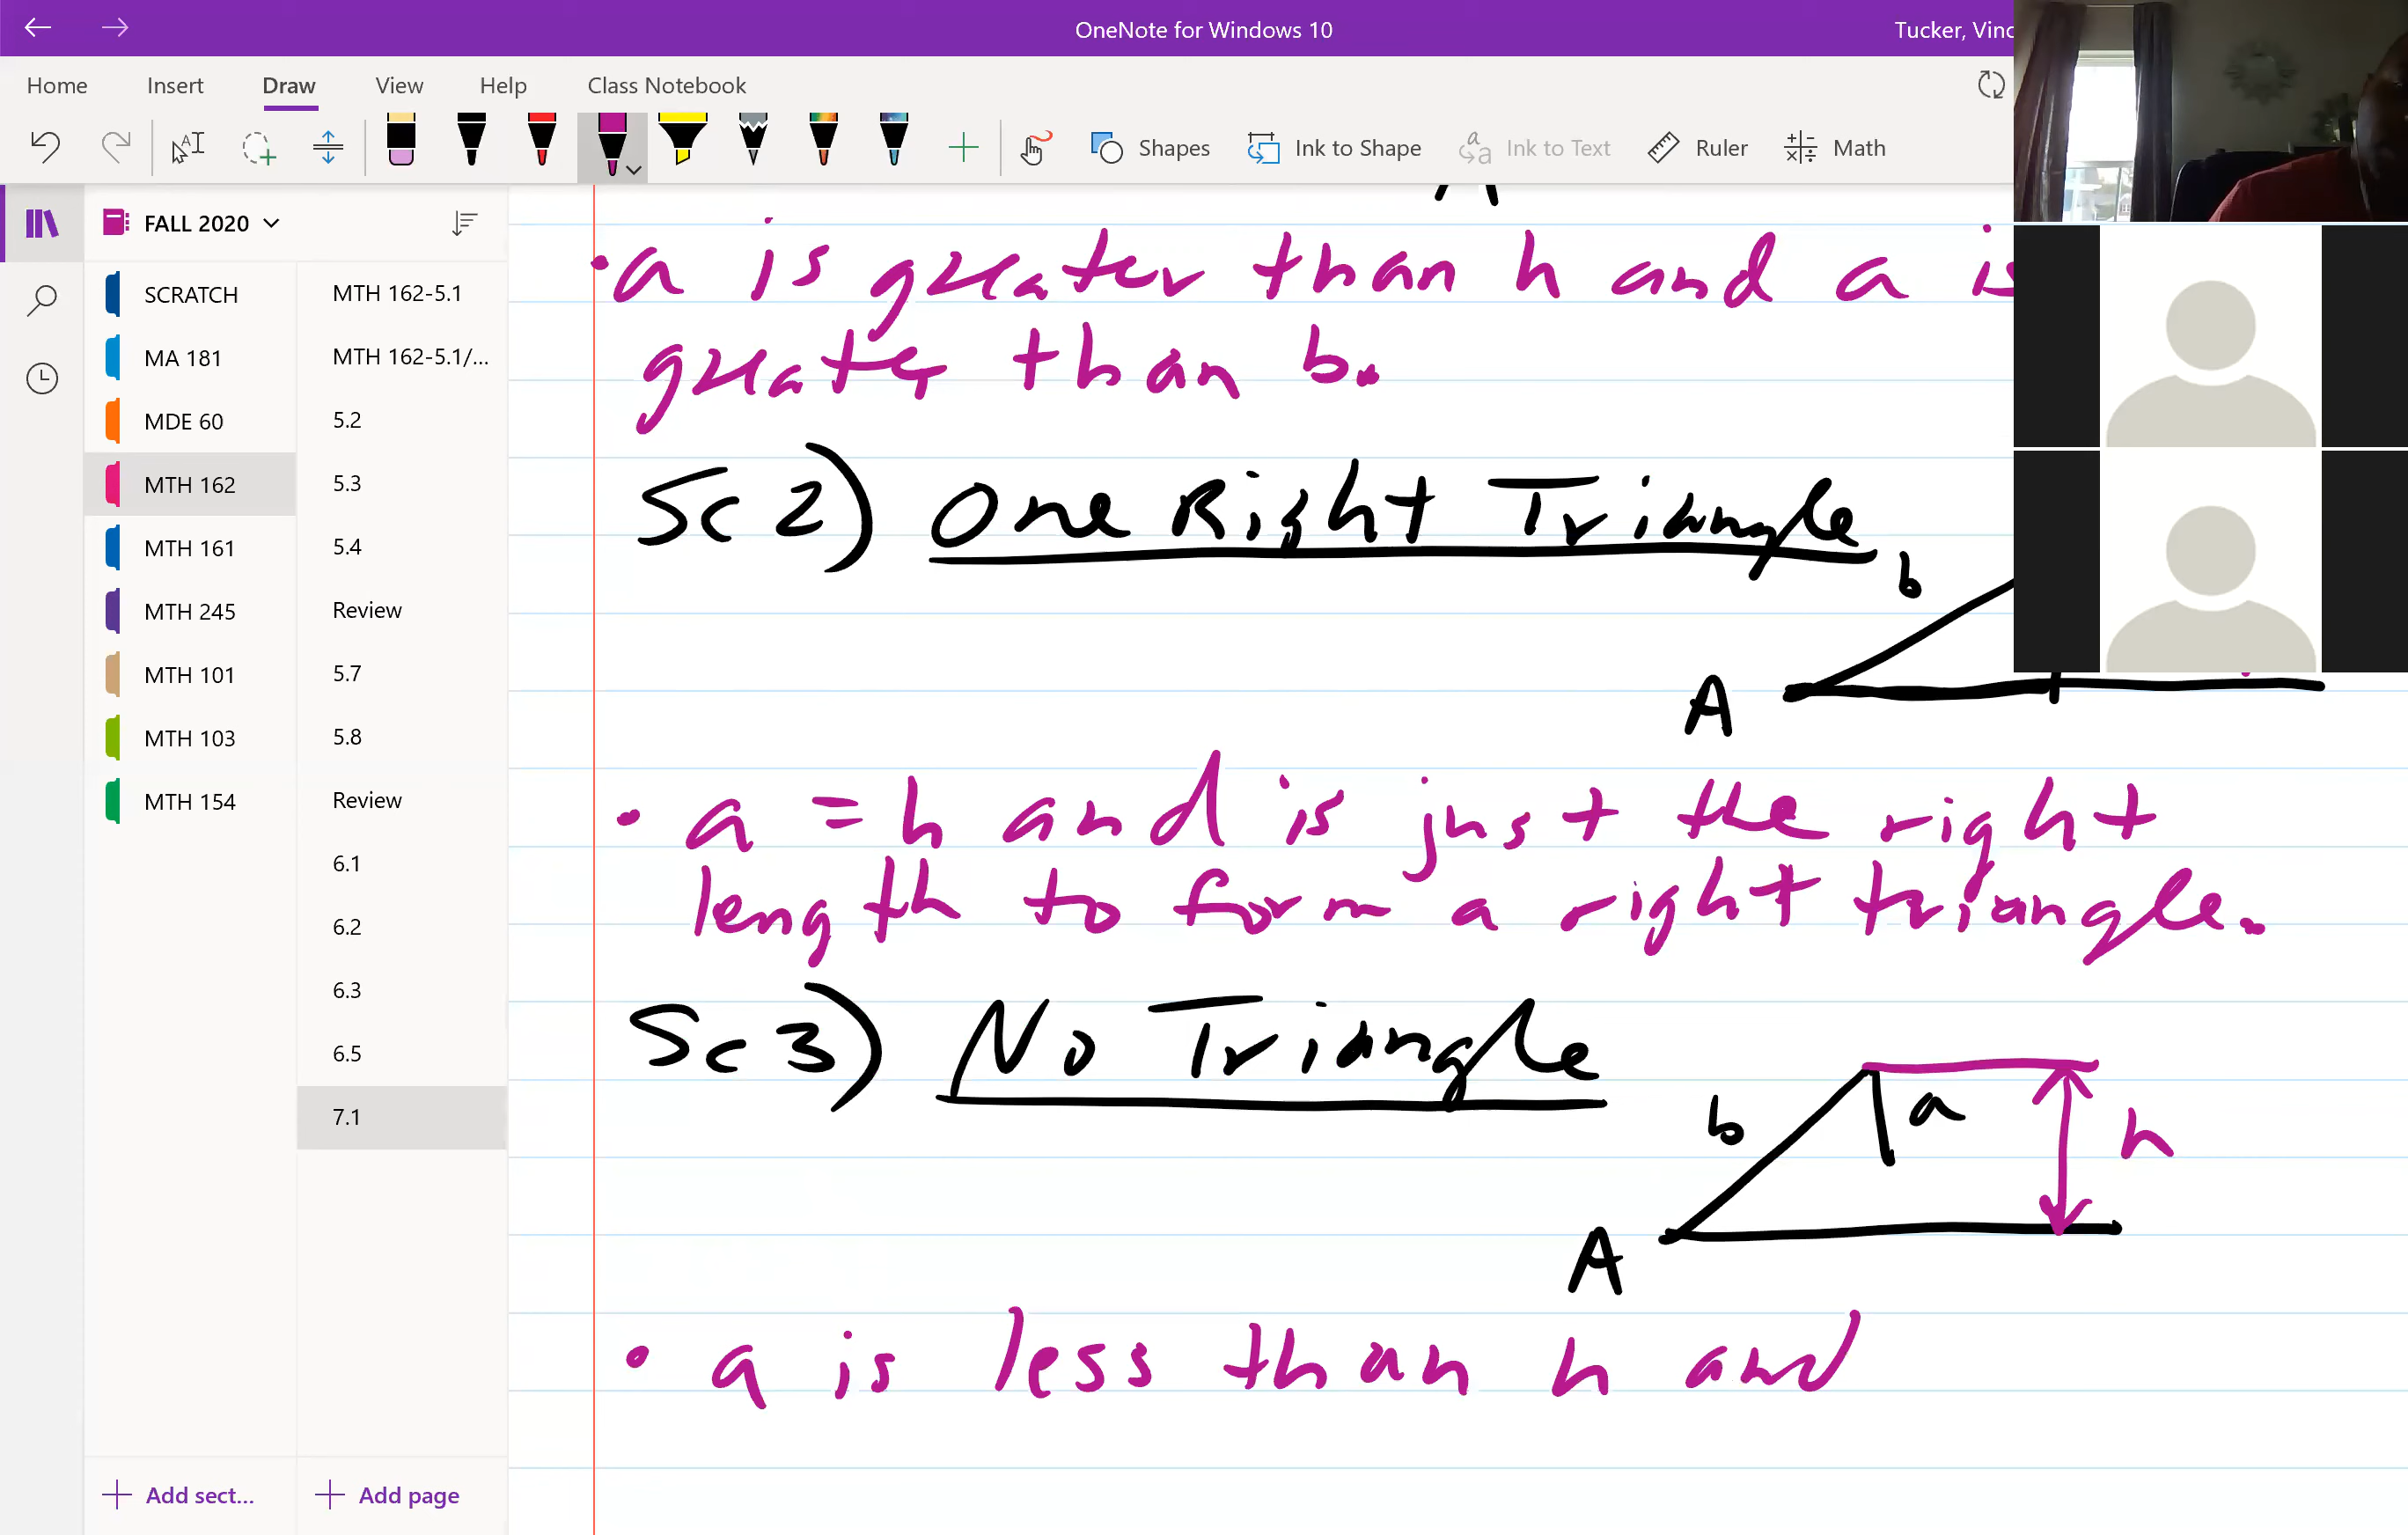 OneNote for Windows 10
Tucker, Vinc
Home Insert Draw View Help Class Notebook
Shapes Ink to Shape Ink to Text Ruler Math
FALL 2020
SCRATCH
MA 181
MDE 60
MTH 162
MTH 161
MTH 245
MTH 101
MTH 103
MTH 154
Add sect...
MTH 162-5.1
MTH 162-5.1/...
5.2
5.3
5.4
Review
5.7
5.8
Review
6.1
6.2
6.3
6.5
7.1
Add page
A
• a is greater than h and a is
greater than b.
Sc 2) One Right Triangle
b
A
• a = h and is just the right
length to form a right triangle.
Sc 3) No Triangle
b a h
A
• a is less than h and